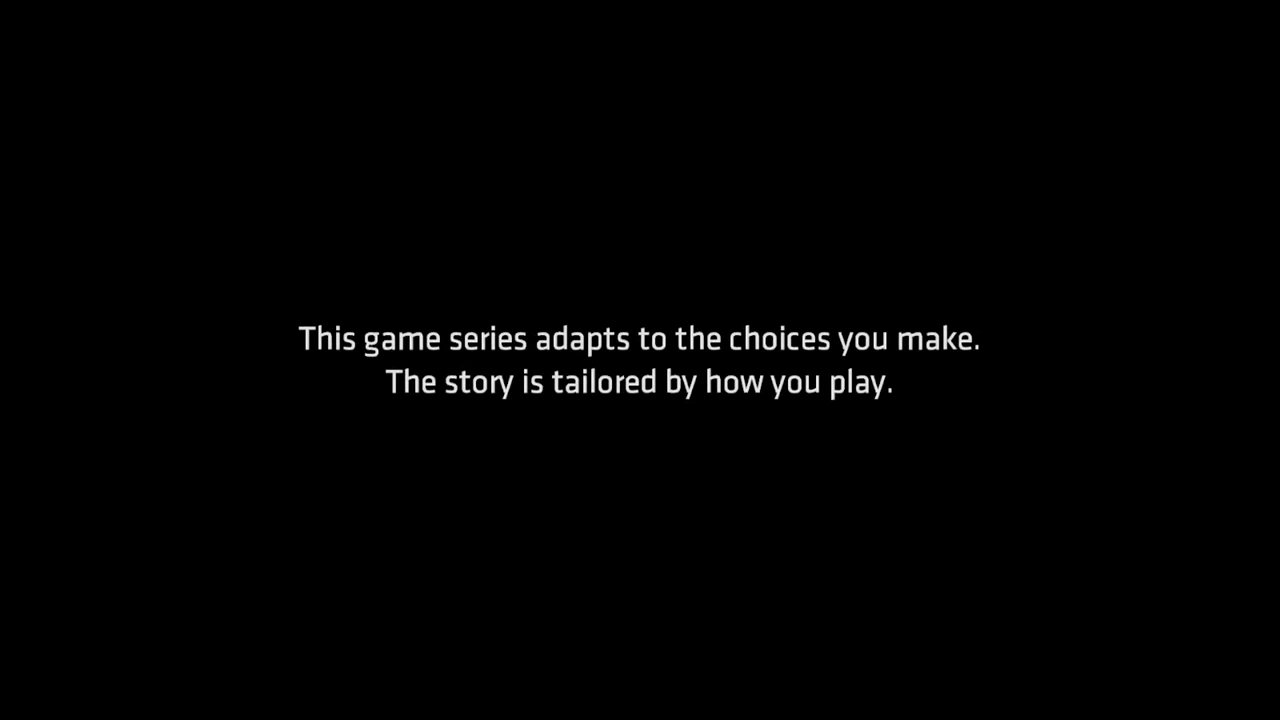 This game series adapts to the choices you make.
The story is tailored by how you play.